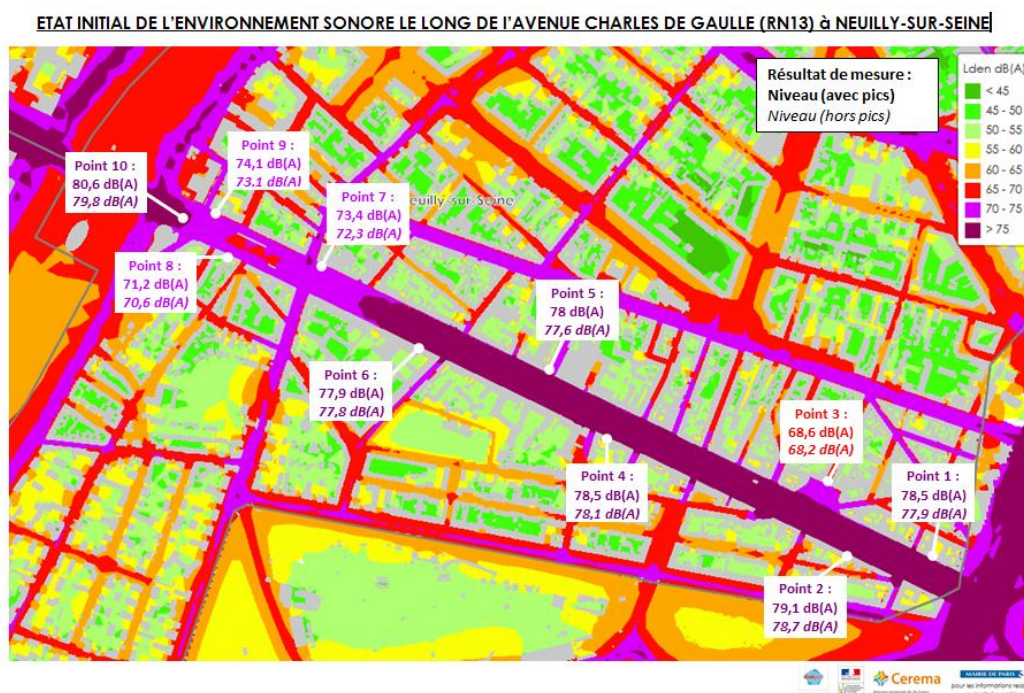 ETAT INITIAL DE L'ENVIRONNEMENT SONORE LE LONG DE l'AVENUE CHARLES DE GAULLE (RN13) à NEUILLY-SUR-SEINE
Résultat de mesure :
Niveau (avec pics)
Niveau (hors pics)
Lden dB(A)
< 45
45 - 50
50 - 55
55 - 60
60 - 65
65 - 70
70 - 75
> 75
Point 10 :
80,6 dB(A)
79,8 dB(A)
Point 9 :
74,1 dB(A)
73.1 dB(A)
Point 7 :
73,4 dB(A)
72,3 dB(A)
euilly-sur-Seine
Point 8 :
71,2 dB(A)
70,6 dB(A)
Point 5 :
78 dB(A)
77,6 dB(A)
Point 6 :
77,9 dB(A)
77,8 dB(A)
Point 3 :
68,6 dB(A)
68,2 dB(A)
Point 4 :
78,5 dB(A)
78,1 dB(A)
Point 1 :
78,5 dB(A)
77,9 dB(A)
Point 2 :
79,1 dB(A)
78,7 dB(A)
Cerema
MAIRIE DE PARIS
pour les informations